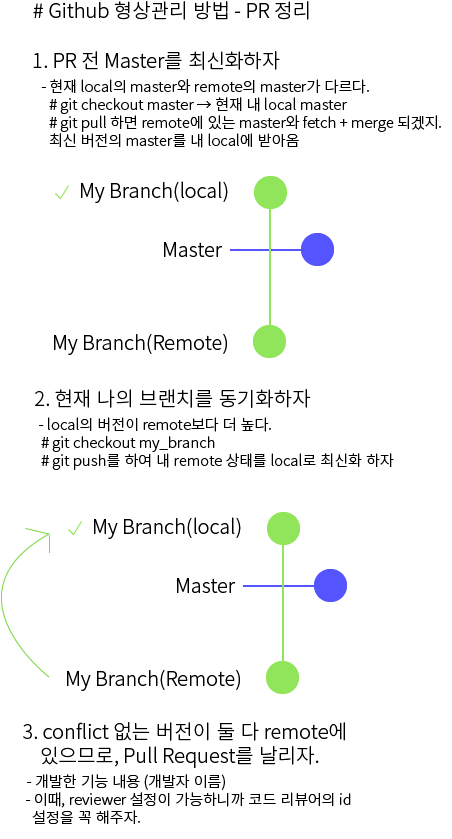 # Github 형상관리 방법 - PR 정리
1. PR 전 Master를 최신화하자
- 현재 local의 master와 remote의 master가 다르다.
# git checkout master → 현재 내 local master
# git pull 하면 remote에 있는 master와 fetch + merge 되겠지.
최신 버전의 master를 내 local에 받아옴
✓ My Branch(local)
Master
My Branch(Remote)
2. 현재 나의 브랜치를 동기화하자
- local의 버전이 remote보다 더 높다.
# git checkout my_branch
# git push를 하여 내 remote 상태를 local로 최신화 하자
✓ My Branch(local)
Master
My Branch(Remote)
3. conflict 없는 버전이 둘 다 remote에
있으므로, Pull Request를 날리자.
- 개발한 기능 내용 (개발자 이름)
- 이때, reviewer 설정이 가능하니까 코드 리뷰어의 id
설정을 꼭 해주자.